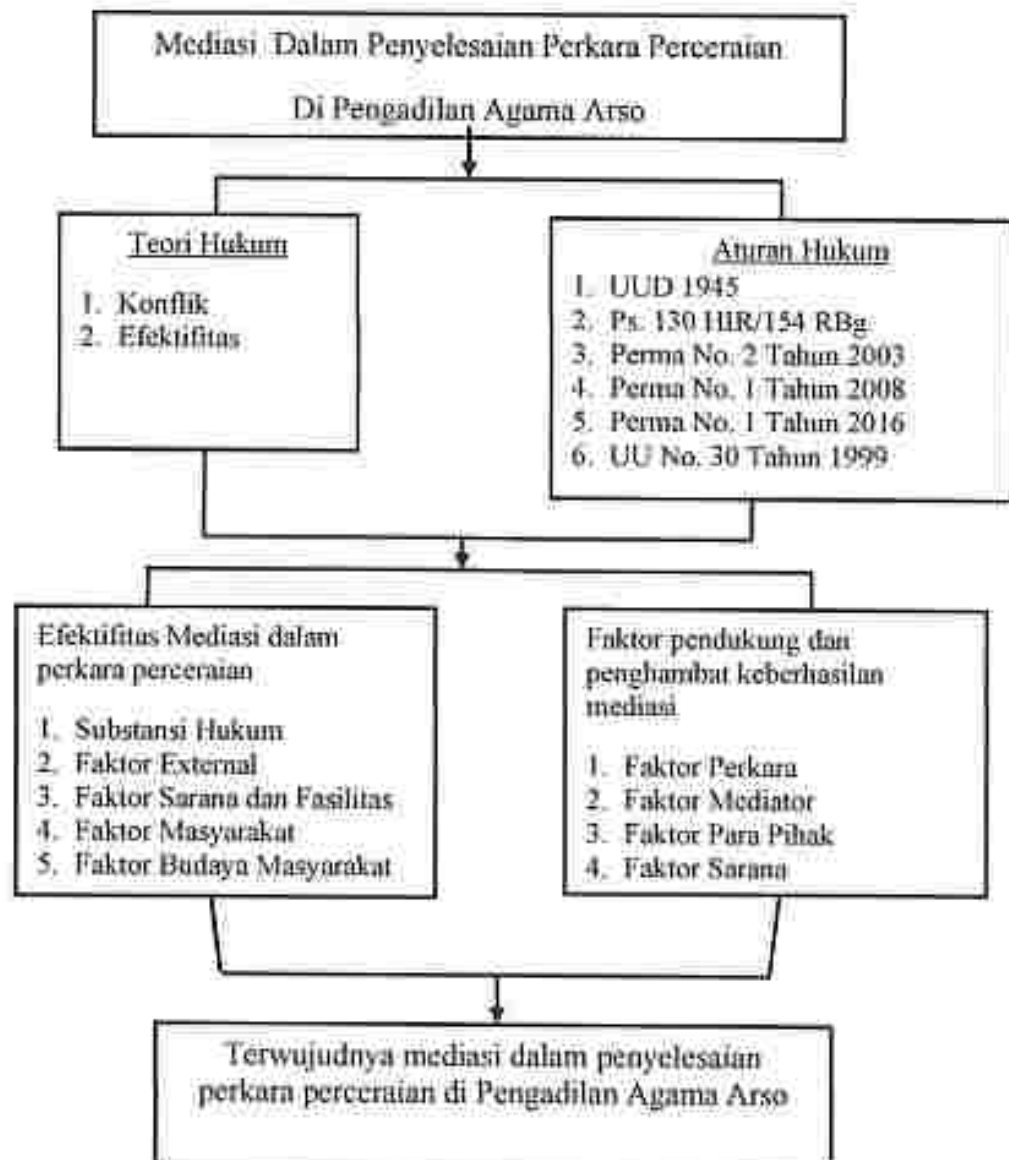 Mediasi Dalam Penyelesaian Perkara Perceraian
Di Pengadilan Agama Arso
Teori Hukum
1. Konflik
2. Efektifitas
Aturan Hukum
1. UUD 1945
2. Ps. 130 HIR/154 RBg
3. Perma No. 2 Tahun 2003
4. Perma No. 1 Tahun 2008
5. Perma No. 1 Tahun 2016
6. UU No. 30 Tahun 1999
Efektifitas Mediasi dalam
perkara perceraian
1. Substansi Hukum
2. Faktor External
3. Faktor Sarana dan Fasilitas
4. Faktor Masyarakat
5. Faktor Budaya Masyarakat
Faktor pendukung dan
penghambat keberhasilan
mediasi
1. Faktor Perkara
2. Faktor Mediator
3. Faktor Para Pihak
4. Faktor Sarana
Terwujudnya mediasi dalam penyelesaian
perkara perceraian di Pengadilan Agama Arso